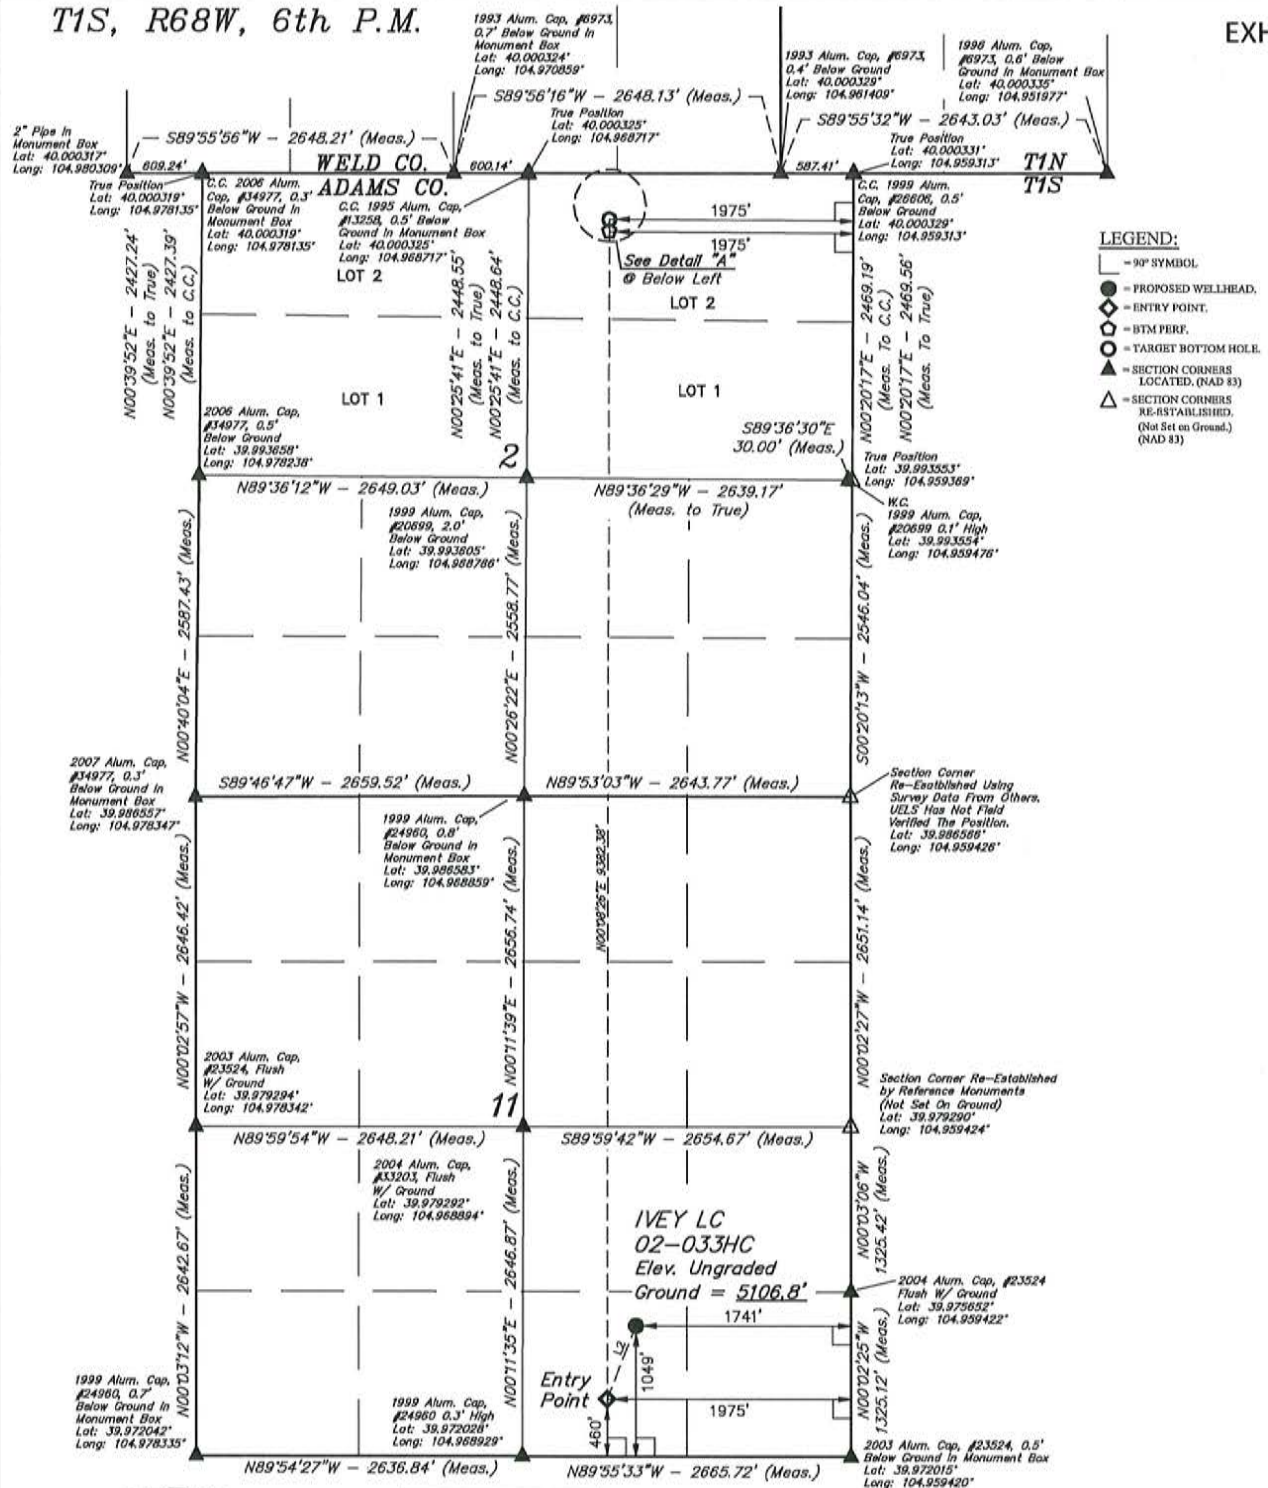 T1S, R68W, 6th P.M.
EXH
1993 Alum. Cap, #6973,
0.7' Below Ground In
Monument Box
Lat: 40.000324°
Long: 104.970859°
1993 Alum. Cap, #6973,
0.4' Below Ground
Lat: 40.000329°
Long: 104.961409°
1996 Alum. Cap,
#6973, 0.6' Below
Ground In Monument Box
Lat: 40.000335°
Long: 104.951977°
2" Pipe In
Monument Box
Lat: 40.000317°
Long: 104.980309°
S89°55'56"W - 2648.21' (Meas.)
S89°56'16"W - 2648.13' (Meas.)
S89°55'32"W - 2643.03' (Meas.)
True Position
Lat: 40.000325°
Long: 104.968717°
True Position
Lat: 40.000331°
Long: 104.959313°
609.24'
WELD CO.
600.14'
587.41'
T1N
ADAMS CO.
T1S
True Position
Lat: 40.000319°
Long: 104.978135°
C.C. 2006 Alum.
Cap, #34977, 0.3'
Below Ground In
Monument Box
Lat: 40.000319°
Long: 104.978135°
C.C. 1995 Alum. Cap,
#13258, 0.5' Below
Ground In Monument Box
Lat: 40.000325°
Long: 104.968717°
C.C. 1999 Alum.
Cap, #26606, 0.5'
Below Ground
Lat: 40.000329°
Long: 104.959313°
1975'
1975'
See Detail "A"
@ Below Left
LOT 2
LOT 2
LOT 1
LOT 1
N00°39'52"E - 2427.24'
(Meas. to True)
N00°39'52"E - 2427.39'
(Meas. to C.C.)
N00°25'41"E - 2448.55'
(Meas. to True)
N00°25'41"E - 2448.64'
(Meas. to C.C.)
N00°20'17"E - 2469.19'
(Meas. To C.C.)
N00°20'17"E - 2469.56'
(Meas. To True)
LEGEND:
= 90° SYMBOL
= PROPOSED WELLHEAD.
= ENTRY POINT.
= BTM PERF.
= TARGET BOTTOM HOLE.
= SECTION CORNERS
LOCATED. (NAD 83)
= SECTION CORNERS
RE-ESTABLISHED.
(Not Set on Ground.)
(NAD 83)
2006 Alum. Cap,
#34977, 0.5'
Below Ground
Lat: 39.993658°
Long: 104.978238°
S89°36'30"E
30.00' (Meas.)
True Position
Lat: 39.993553°
Long: 104.959369°
2
N89°36'12"W - 2649.03' (Meas.)
N89°36'29"W - 2639.17'
(Meas. to True)
W.C.
1999 Alum. Cap,
#20699 0.1' High
Lat: 39.993554°
Long: 104.959476°
1999 Alum. Cap,
#20699, 2.0'
Below Ground
Lat: 39.993605°
Long: 104.968786°
N00°40'04"E - 2587.43' (Meas.)
N00°26'22"E - 2558.77' (Meas.)
S00°20'13"W - 2546.04' (Meas.)
2007 Alum. Cap,
#34977, 0.3'
Below Ground In
Monument Box
Lat: 39.986557°
Long: 104.978347°
S89°46'47"W - 2659.52' (Meas.)
N89°53'03"W - 2643.77' (Meas.)
Section Corner
Re-Esatblished Using
Survey Data From Others,
UELS Has Not Field
Verified The Position.
Lat: 39.986566°
Long: 104.959426°
1999 Alum. Cap,
#24960, 0.8'
Below Ground in
Monument Box
Lat: 39.986583°
Long: 104.968859°
N00°02'57"W - 2646.42' (Meas.)
N00°11'39"E - 2656.74' (Meas.)
N00°08'26"E 9382.38'
N00°02'27"W - 2651.14' (Meas.)
2003 Alum. Cap,
#23524, Flush
W/ Ground
Lat: 39.979294°
Long: 104.978342°
Section Corner Re-Established
by Reference Monuments
(Not Set On Ground)
Lat: 39.979290°
Long: 104.959424°
11
N89°59'54"W - 2648.21' (Meas.)
S89°59'42"W - 2654.67' (Meas.)
2004 Alum. Cap,
#33203, Flush
W/ Ground
Lat: 39.979292°
Long: 104.968894°
N00°03'12"W - 2642.67' (Meas.)
N00°11'35"E - 2646.87' (Meas.)
N00°03'06"W
1325.42' (Meas.)
IVEY LC
02-033HC
Elev. Ungraded
Ground = 5106.8'
2004 Alum. Cap, #23524
Flush W/ Ground
Lat: 39.975652°
Long: 104.959422°
1741'
L2
1049'
Entry
Point
1975'
460'
N00°02'25"W
1325.12' (Meas.)
1999 Alum. Cap,
#24960, 0.7'
Below Ground In
Monument Box
Lat: 39.972042°
Long: 104.978335°
1999 Alum. Cap,
#24960 0.3' High
Lat: 39.972028°
Long: 104.968929°
N89°54'27"W - 2636.84' (Meas.)
N89°55'33"W - 2665.72' (Meas.)
2003 Alum. Cap, #23524, 0.5'
Below Ground In Monument Box
Lat: 39.972015°
Long: 104.959420°